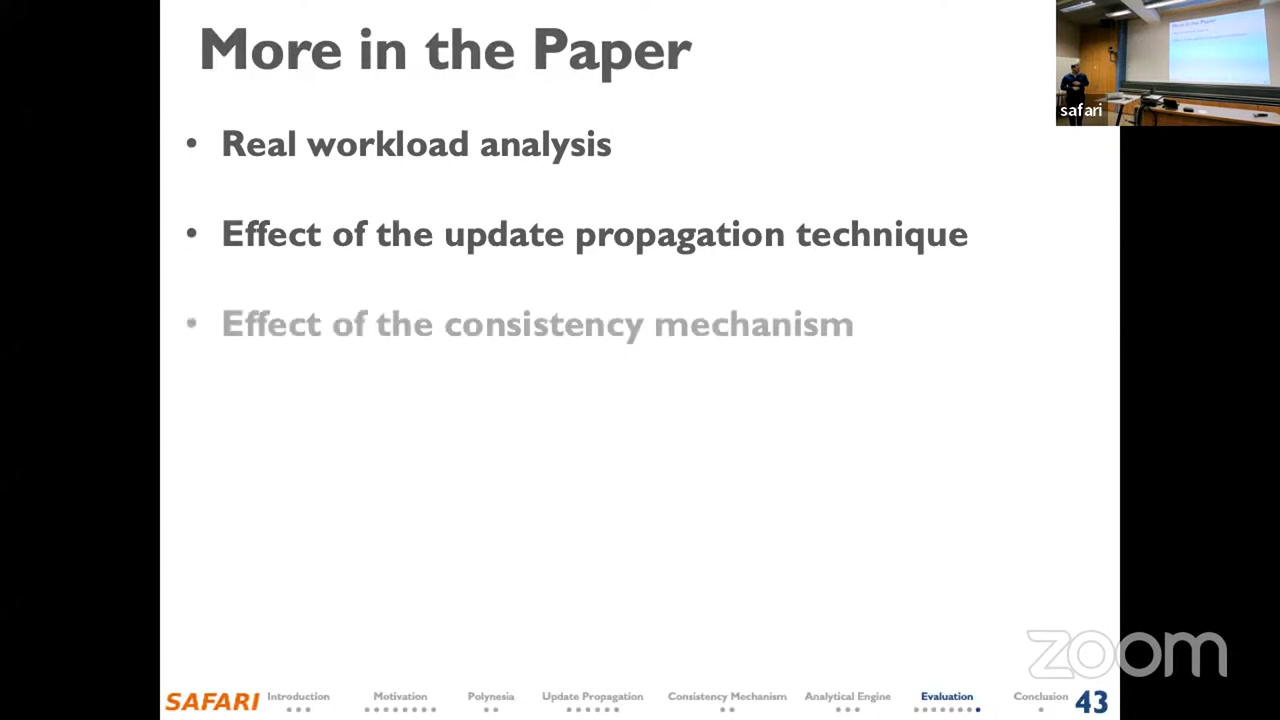 More in the Paper
safari
• Real workload analysis
• Effect of the update propagation technique
• Effect of the consistency mechanism
zoom
SAFARI Introduction Motivation Polynesia Update Propagation Consistency Mechanism Analytical Engine Evaluation Conclusion 43